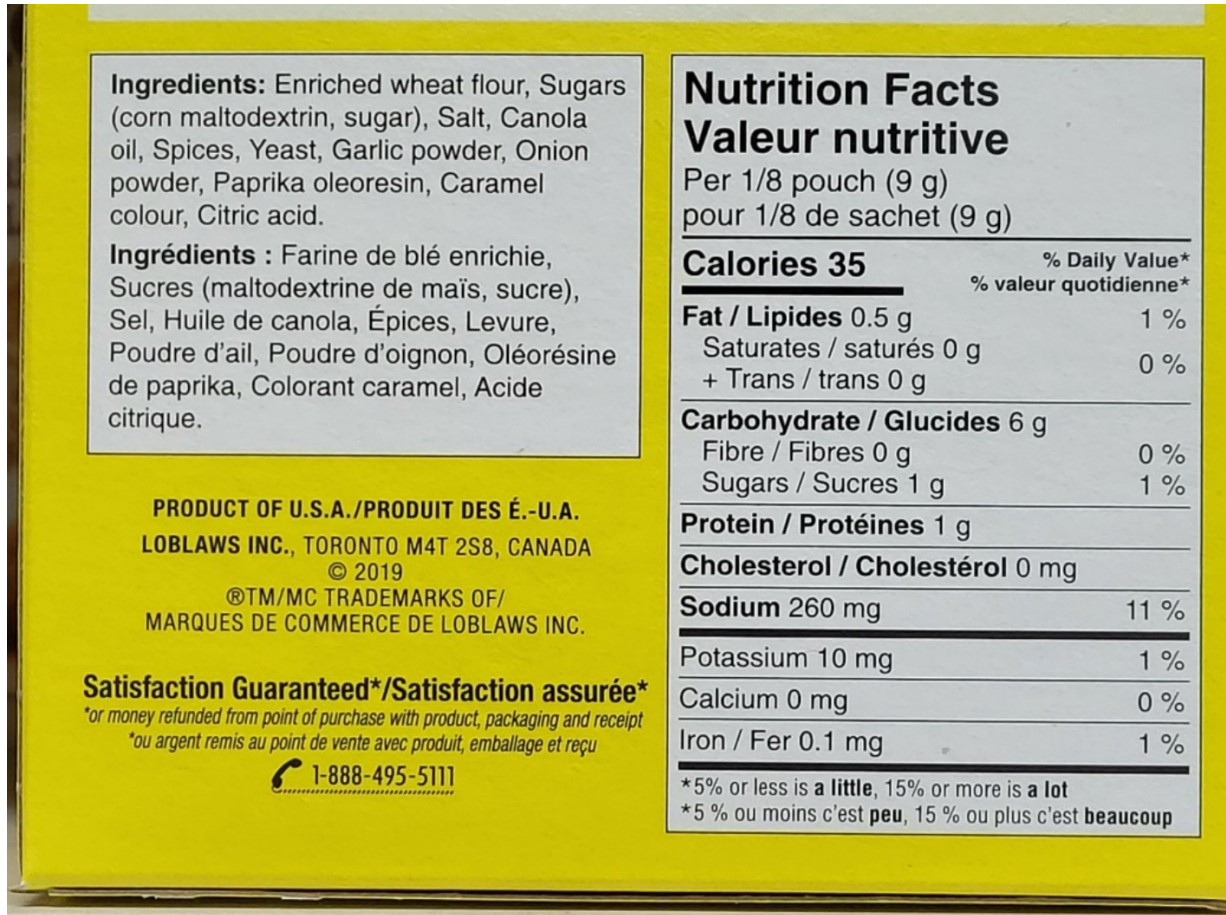 Ingredients: Enriched wheat flour, Sugars
(corn maltodextrin, sugar), Salt, Canola
oil, Spices, Yeast, Garlic powder, Onion
powder, Paprika oleoresin, Caramel
colour, Citric acid.
Ingrédients : Farine de blé enrichie,
Sucres (maltodextrine de maïs, sucre),
Sel, Huile de canola, Épices, Levure,
Poudre d'ail, Poudre d'oignon, Oléorésine
de paprika, Colorant caramel, Acide
citrique.
PRODUCT OF U.S.A./PRODUIT DES É.-U.A.
LOBLAWS INC., TORONTO M4T 2S8, CANADA
© 2019
®TM/MC TRADEMARKS OF/
MARQUES DE COMMERCE DE LOBLAWS INC.
Satisfaction Guaranteed*/Satisfaction assurée*
*or money refunded from point of purchase with product, packaging and receipt
*ou argent remis au point de vente avec produit, emballage et reçu
1-888-495-5111
Nutrition Facts
Valeur nutritive
Per 1/8 pouch (9 g)
pour 1/8 de sachet (9 g)
Calories 35 % Daily Value*
% valeur quotidienne*
Fat / Lipides 0.5 g 1 %
Saturates / saturés 0 g
+ Trans / trans 0 g 0 %
Carbohydrate / Glucides 6 g
Fibre / Fibres 0 g 0 %
Sugars / Sucres 1 g 1 %
Protein / Protéines 1 g
Cholesterol / Cholestérol 0 mg
Sodium 260 mg 11 %
Potassium 10 mg 1 %
Calcium 0 mg 0 %
Iron / Fer 0.1 mg 1 %
*5% or less is a little, 15% or more is a lot
*5 % ou moins c'est peu, 15 % ou plus c'est beaucoup